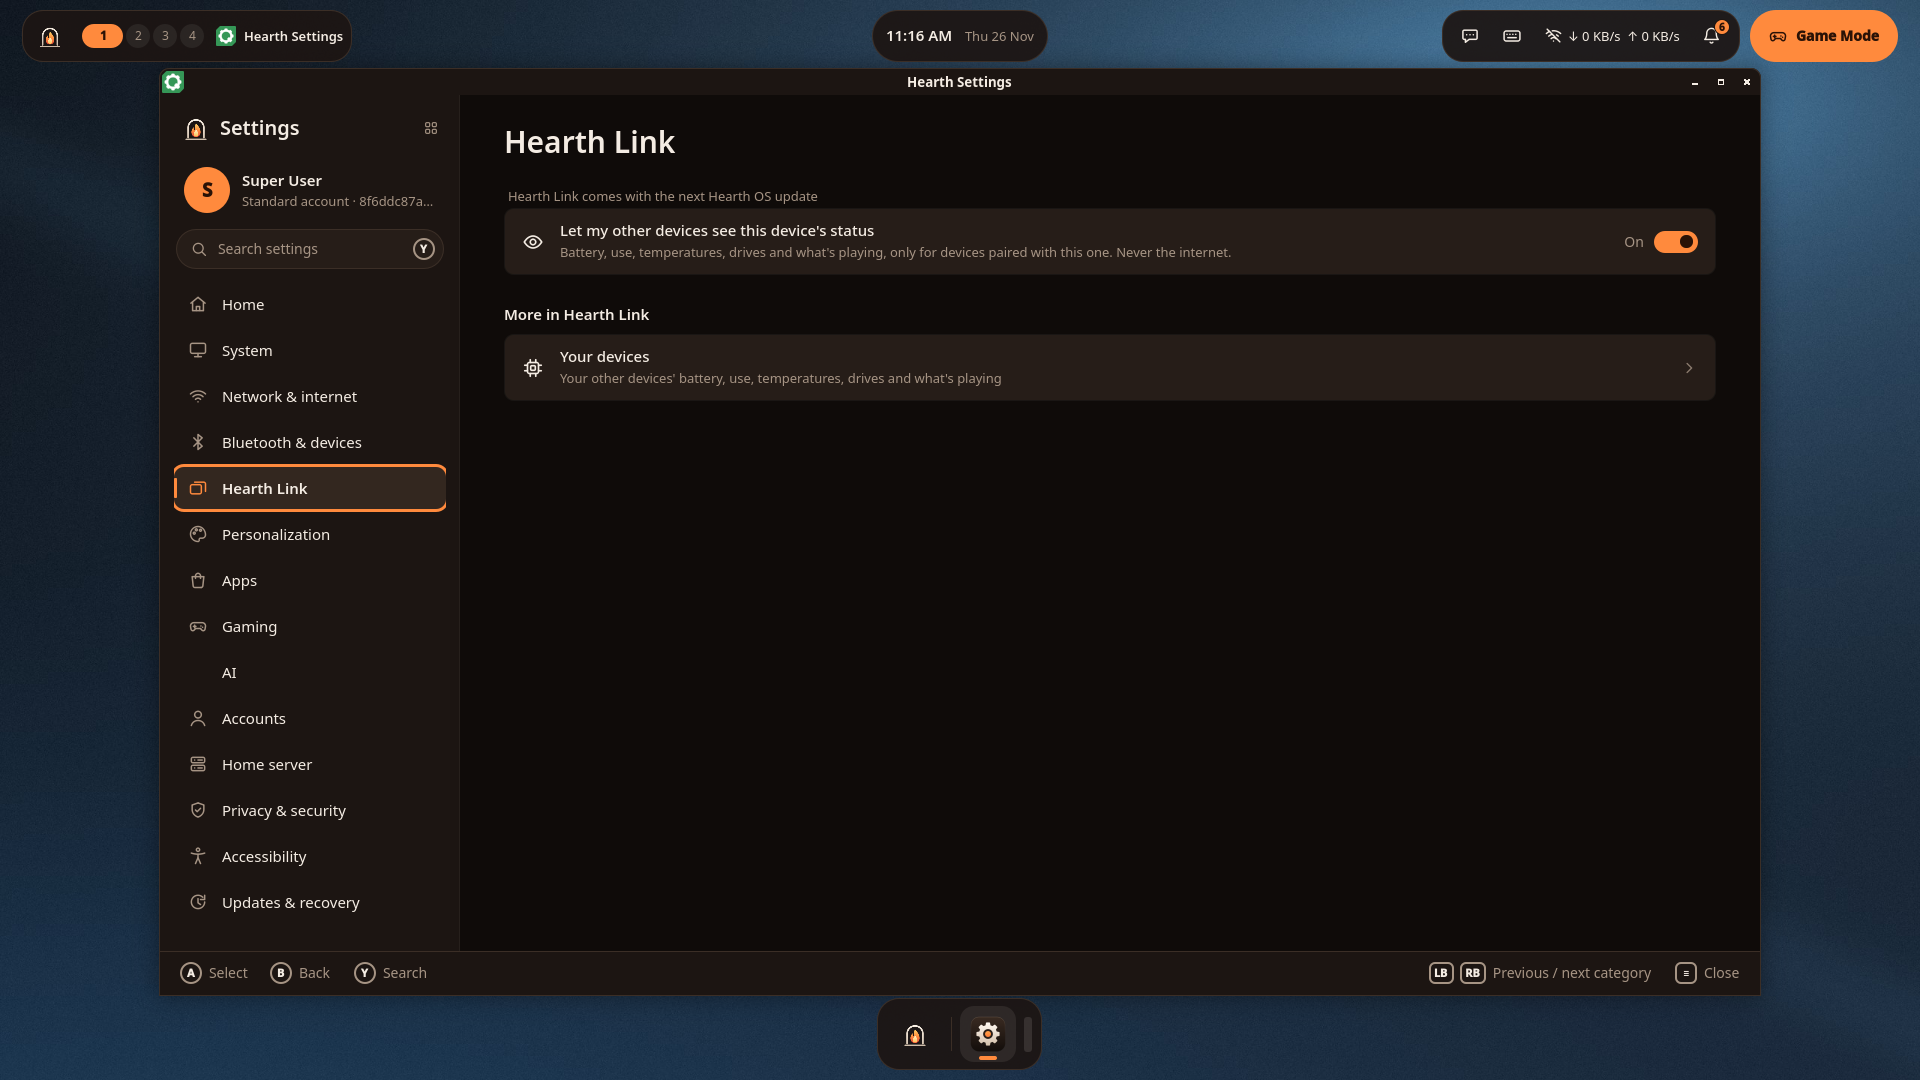 1 2 3 4 Hearth Settings
11:16 AM Thu 26 Nov
↓ 0 KB/s ↑ 0 KB/s
6
Game Mode
Hearth Settings
Settings
S
Super User
Standard account · 8f6ddc87a...
Search settings
Y
Home
System
Network & internet
Bluetooth & devices
Hearth Link
Personalization
Apps
Gaming
AI
Accounts
Home server
Privacy & security
Accessibility
Updates & recovery
Hearth Link
Hearth Link comes with the next Hearth OS update
Let my other devices see this device's status
Battery, use, temperatures, drives and what's playing, only for devices paired with this one. Never the internet.
On
More in Hearth Link
Your devices
Your other devices' battery, use, temperatures, drives and what's playing
A Select B Back Y Search
LB RB Previous / next category ≡ Close